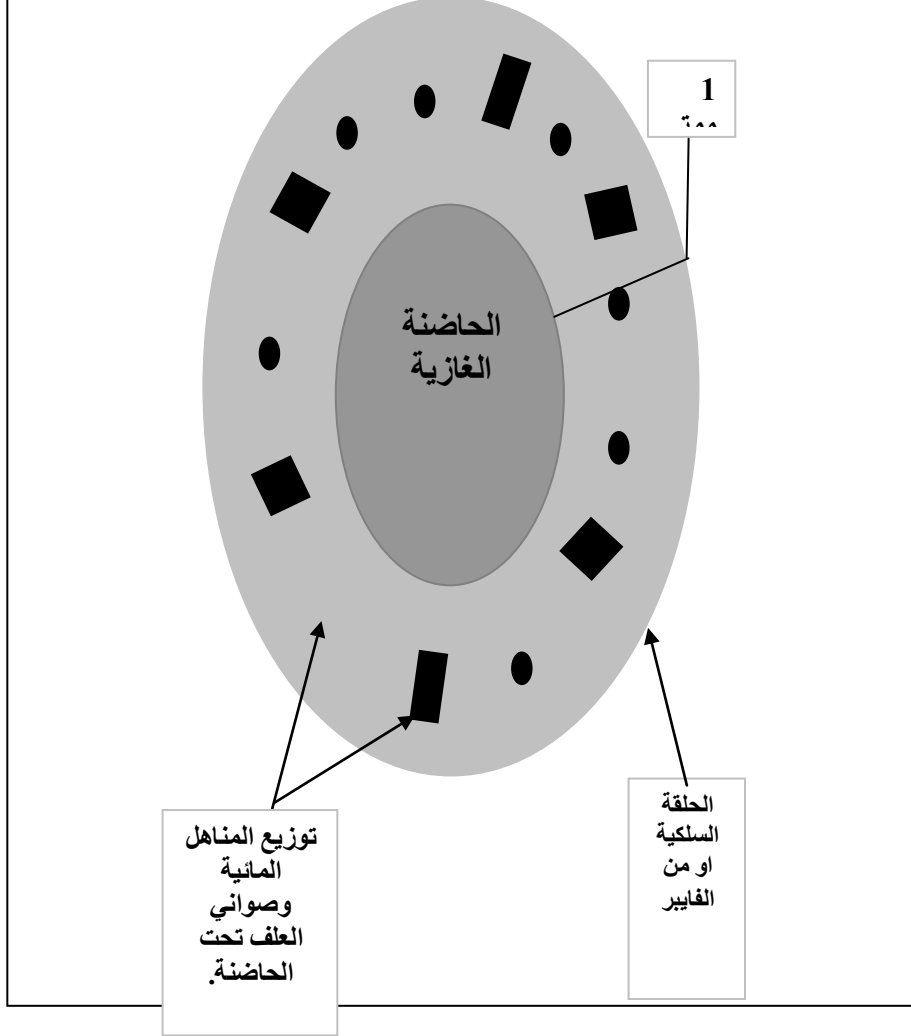 1
الحاضنة
الغازية
توزيع المناهل
المائية
وصواني
العلف تحت
الحاضنة.
الحلقة
السلكية
او من
الفايبر